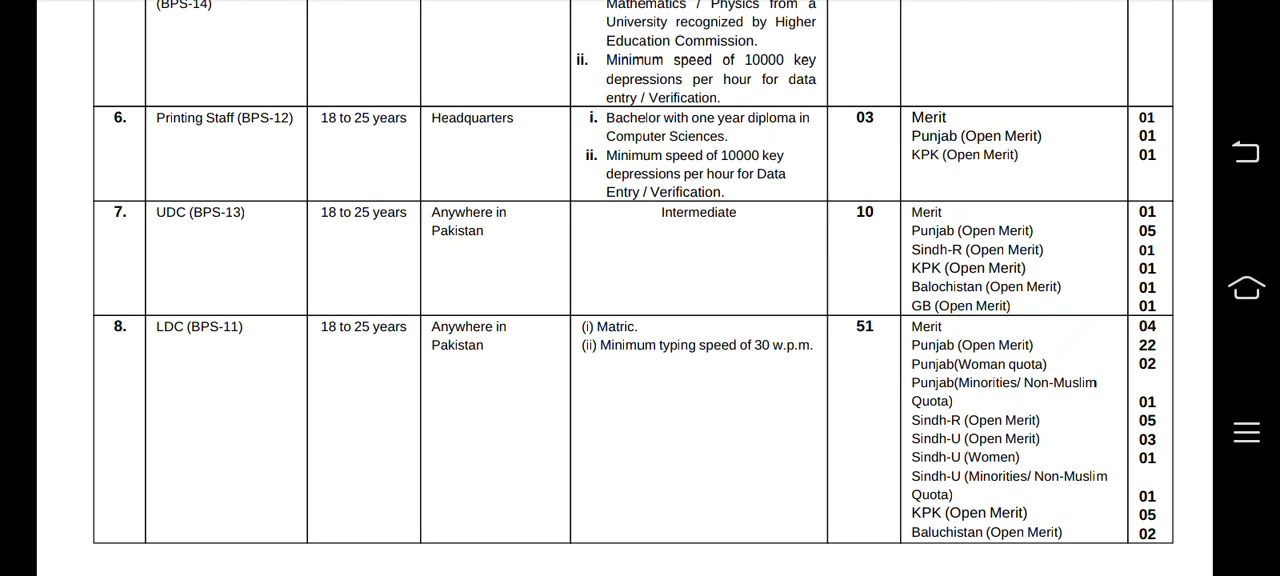 (BPS-14)
Mathematics / Physics from a
University recognized by Higher
Education Commission.
ii. Minimum speed of 10000 key
depressions per hour for data
entry / Verification.
6. Printing Staff (BPS-12) 18 to 25 years Headquarters i. Bachelor with one year diploma in 03 Merit 01
Computer Sciences. Punjab (Open Merit) 01
ii. Minimum speed of 10000 key KPK (Open Merit) 01
depressions per hour for Data
Entry / Verification.
7. UDC (BPS-13) 18 to 25 years Anywhere in Intermediate 10 Merit 01
Pakistan Punjab (Open Merit) 05
Sindh-R (Open Merit) 01
KPK (Open Merit) 01
Balochistan (Open Merit) 01
GB (Open Merit) 01
8. LDC (BPS-11) 18 to 25 years Anywhere in (i) Matric. 51 Merit 04
Pakistan (ii) Minimum typing speed of 30 w.p.m. Punjab (Open Merit) 22
Punjab(Woman quota) 02
Punjab(Minorities/ Non-Muslim
Quota) 01
Sindh-R (Open Merit) 05
Sindh-U (Open Merit) 03
Sindh-U (Women) 01
Sindh-U (Minorities/ Non-Muslim
Quota) 01
KPK (Open Merit) 05
Baluchistan (Open Merit) 02